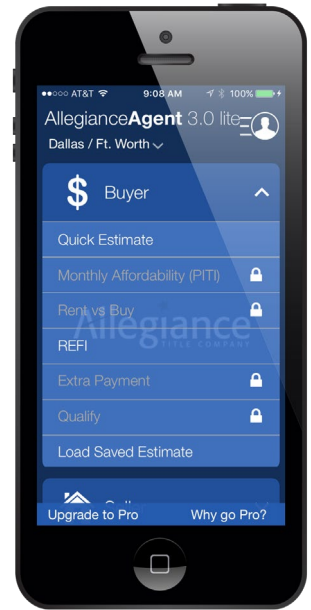 AT&T 9:08 AM 100%
AllegianceAgent 3.0 lite
Dallas / Ft. Worth
$ Buyer
Quick Estimate
Monthly Affordability (PITI)
Rent vs Buy
Allegiance
REFI
TITLE COMPANY
Extra Payment
Qualify
Load Saved Estimate
Upgrade to Pro Why go Pro?